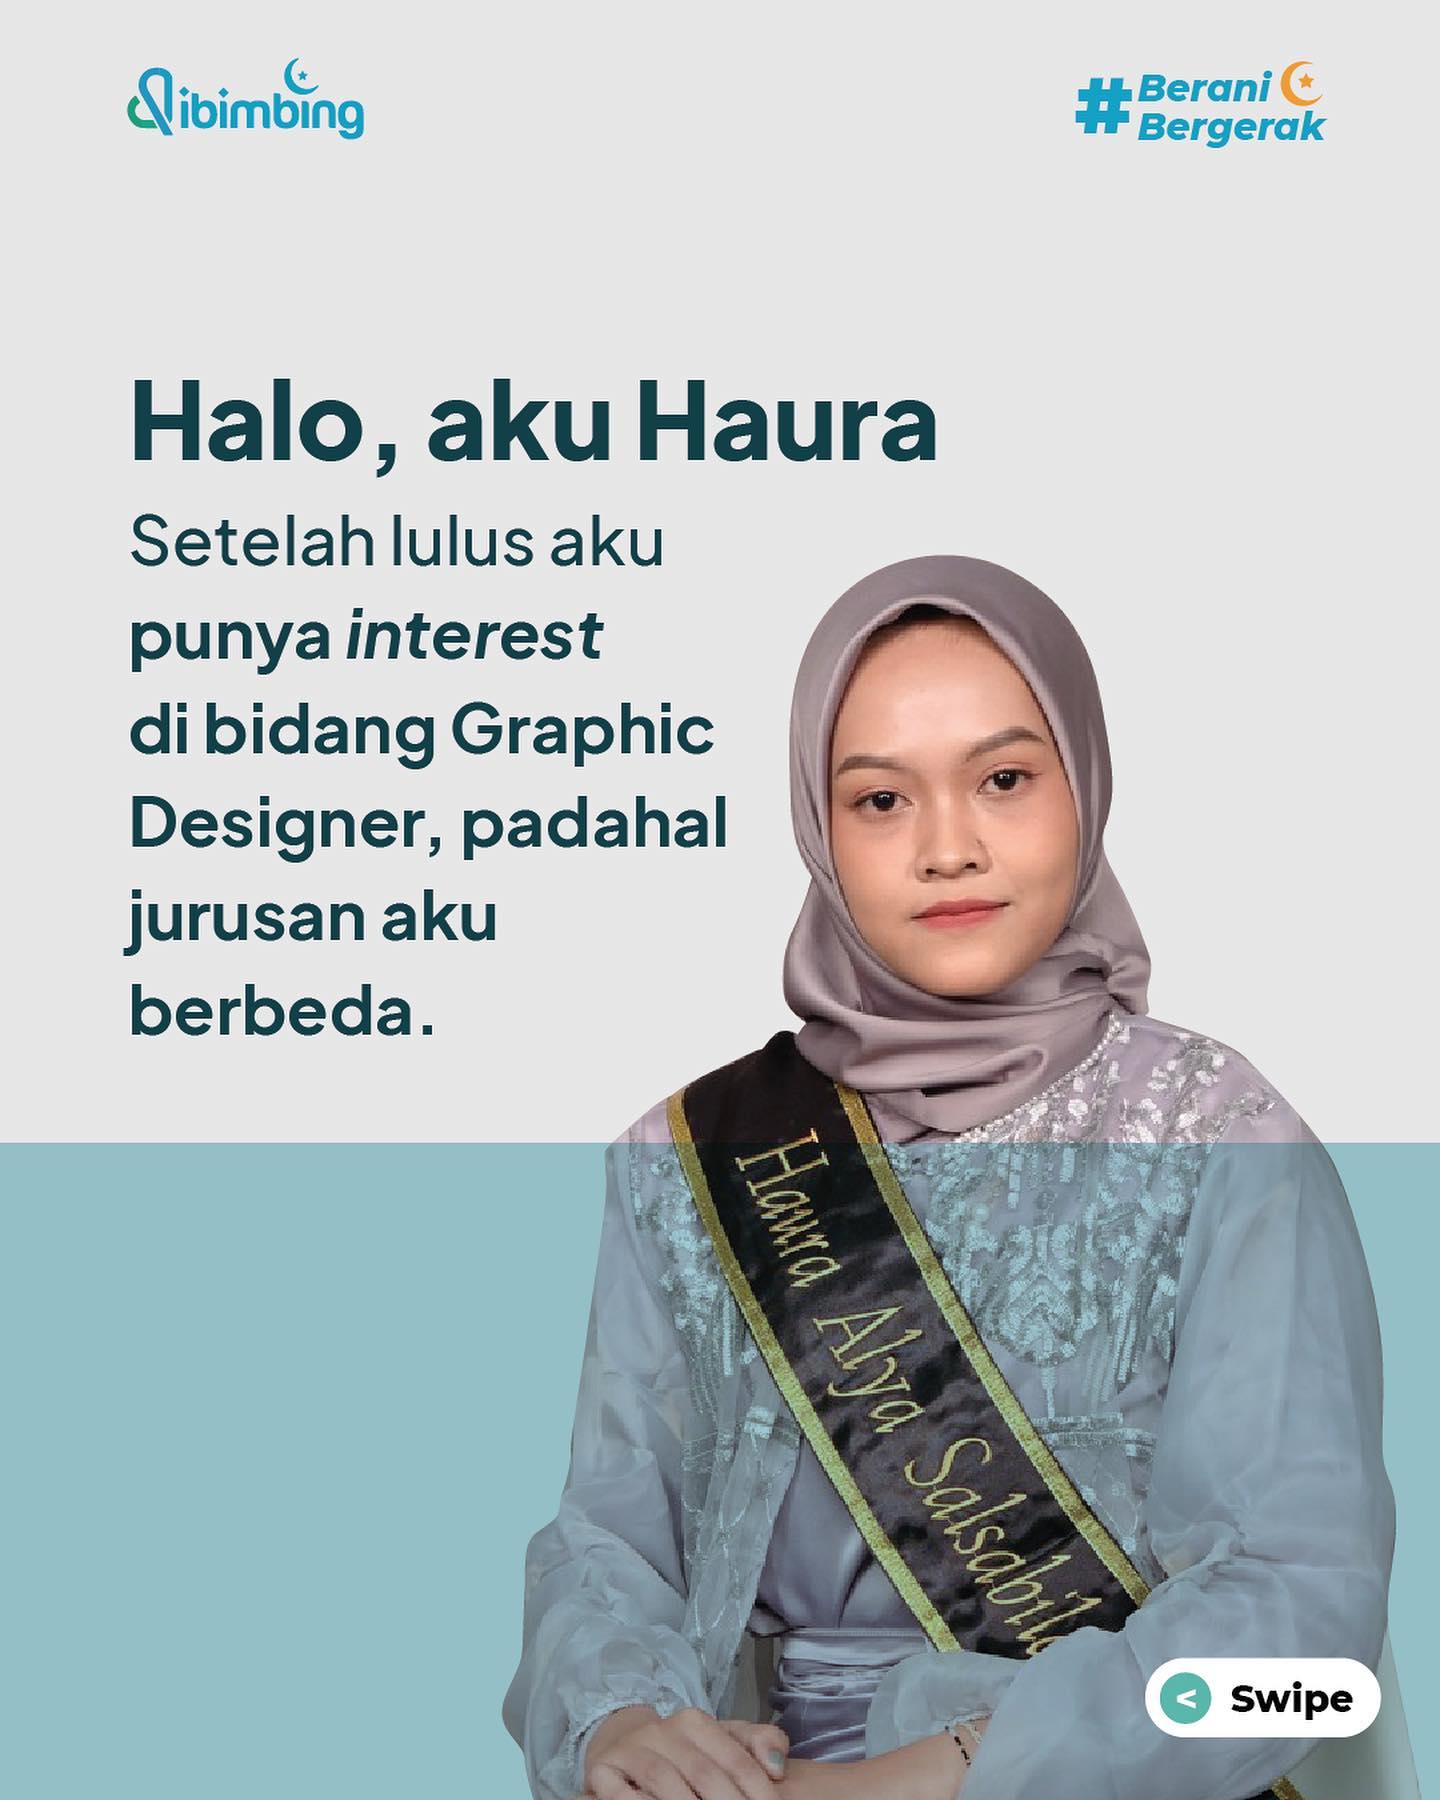 dibimbing
#Berani
Bergerak
Halo, aku Haura
Setelah lulus aku
punya interest
di bidang Graphic
Designer, padahal
jurusan aku
berbeda.
Haura Alya Salsabila
< Swipe